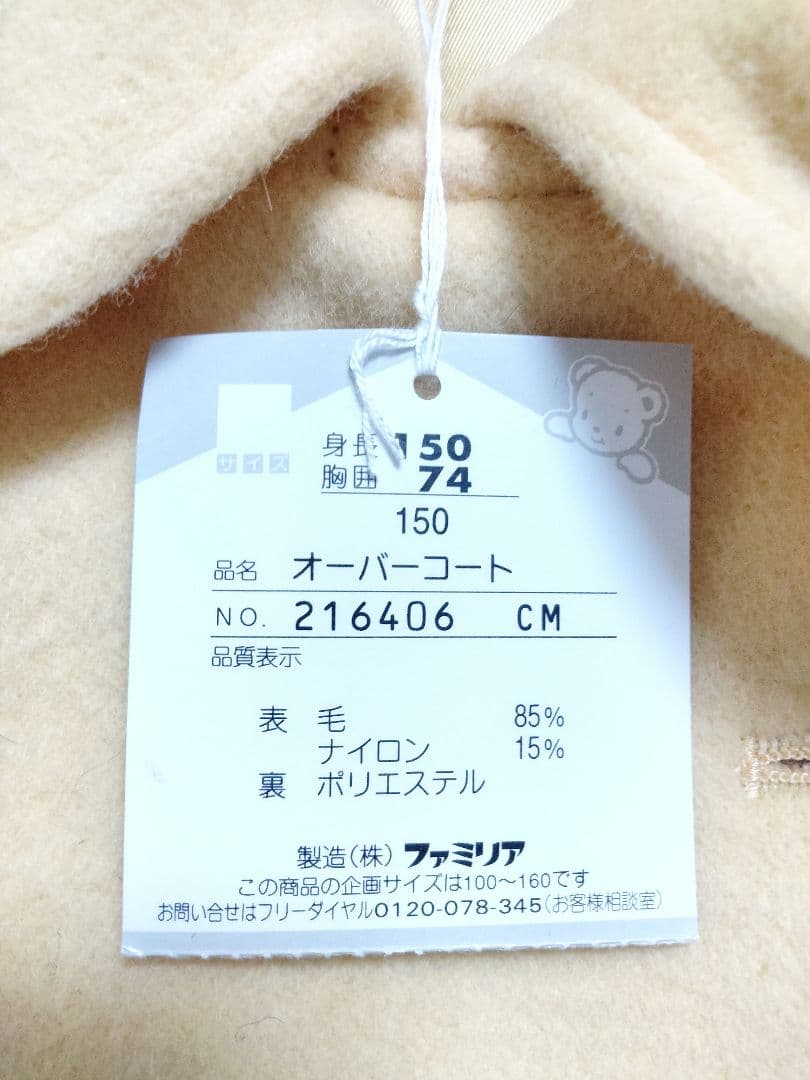 サイズ
身長 150
胸囲 74
150
品名 オーバーコート
NO. 216406 CM
品質表示
表 毛 85%
ナイロン 15%
裏 ポリエステル
製造(株)ファミリア
この商品の企画サイズは100〜160です
お問い合せはフリーダイヤル0120-078-345(お客様相談室)